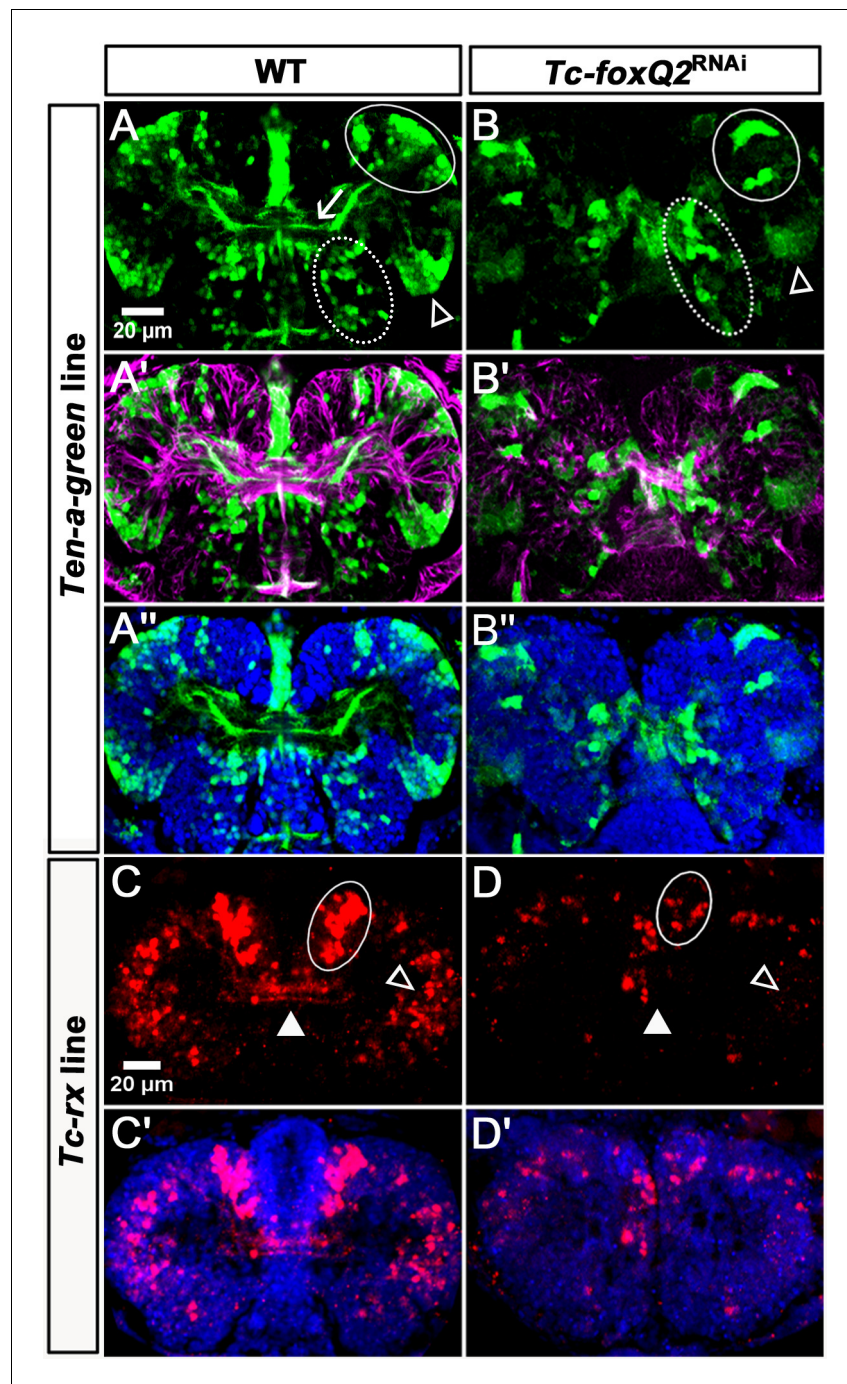 WT
Tc-foxQ2RNAi
Ten-a-green line
A
20 µm
B
A'
B'
A"
B"
Tc-rx line
C
20 µm
D
C'
D'